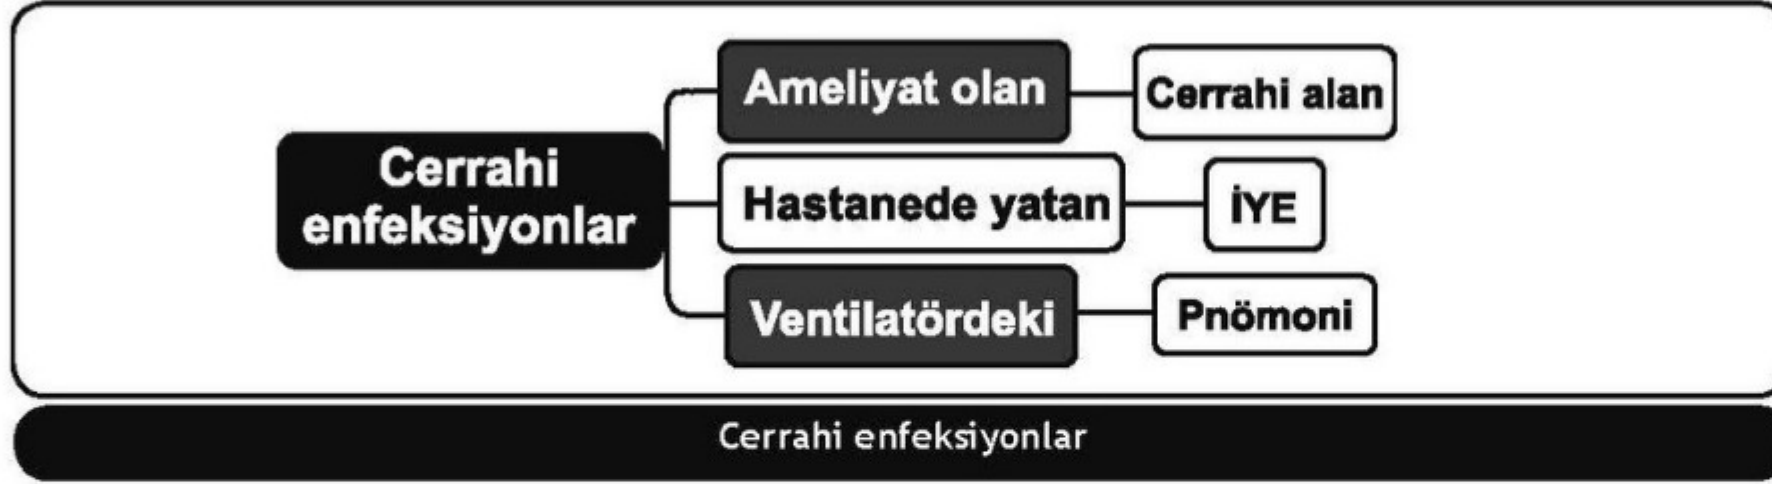 Cerrahi
enfeksiyonlar
Ameliyat olan
Cerrahi alan
Hastanede yatan
İYE
Ventilatördeki
Pnömoni
Cerrahi enfeksiyonlar